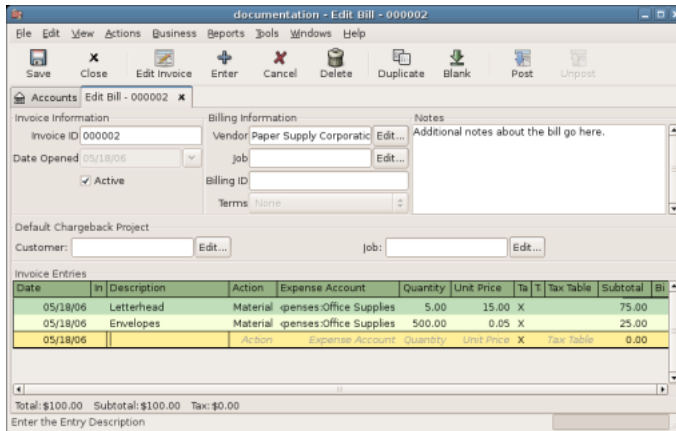 documentation - Edit Bill - 000002
File Edit View Actions Business Reports Tools Windows Help
Save Close Edit Invoice Enter Cancel Delete Duplicate Blank Post Unpost
Accounts Edit Bill - 000002
Invoice Information Billing Information Notes
Invoice ID 000002 Vendor Paper Supply Corporatic Edit... Additional notes about the bill go here.
Date Opened 05/18/06 Job Edit...
Active Billing ID
Terms None
Default Chargeback Project
Customer: Edit... Job: Edit...
Invoice Entries
Date In Description Action Expense Account Quantity Unit Price Ta T Tax Table Subtotal Bi
05/18/06 Letterhead Material penses:Office Supplies 5.00 15.00 X 75.00
05/18/06 Envelopes Material penses:Office Supplies 500.00 0.05 X 25.00
05/18/06 Action Expense Account Quantity Unit Price X Tax Table 0.00
Total:$100.00 Subtotal:$100.00 Tax:$0.00
Enter the Entry Description